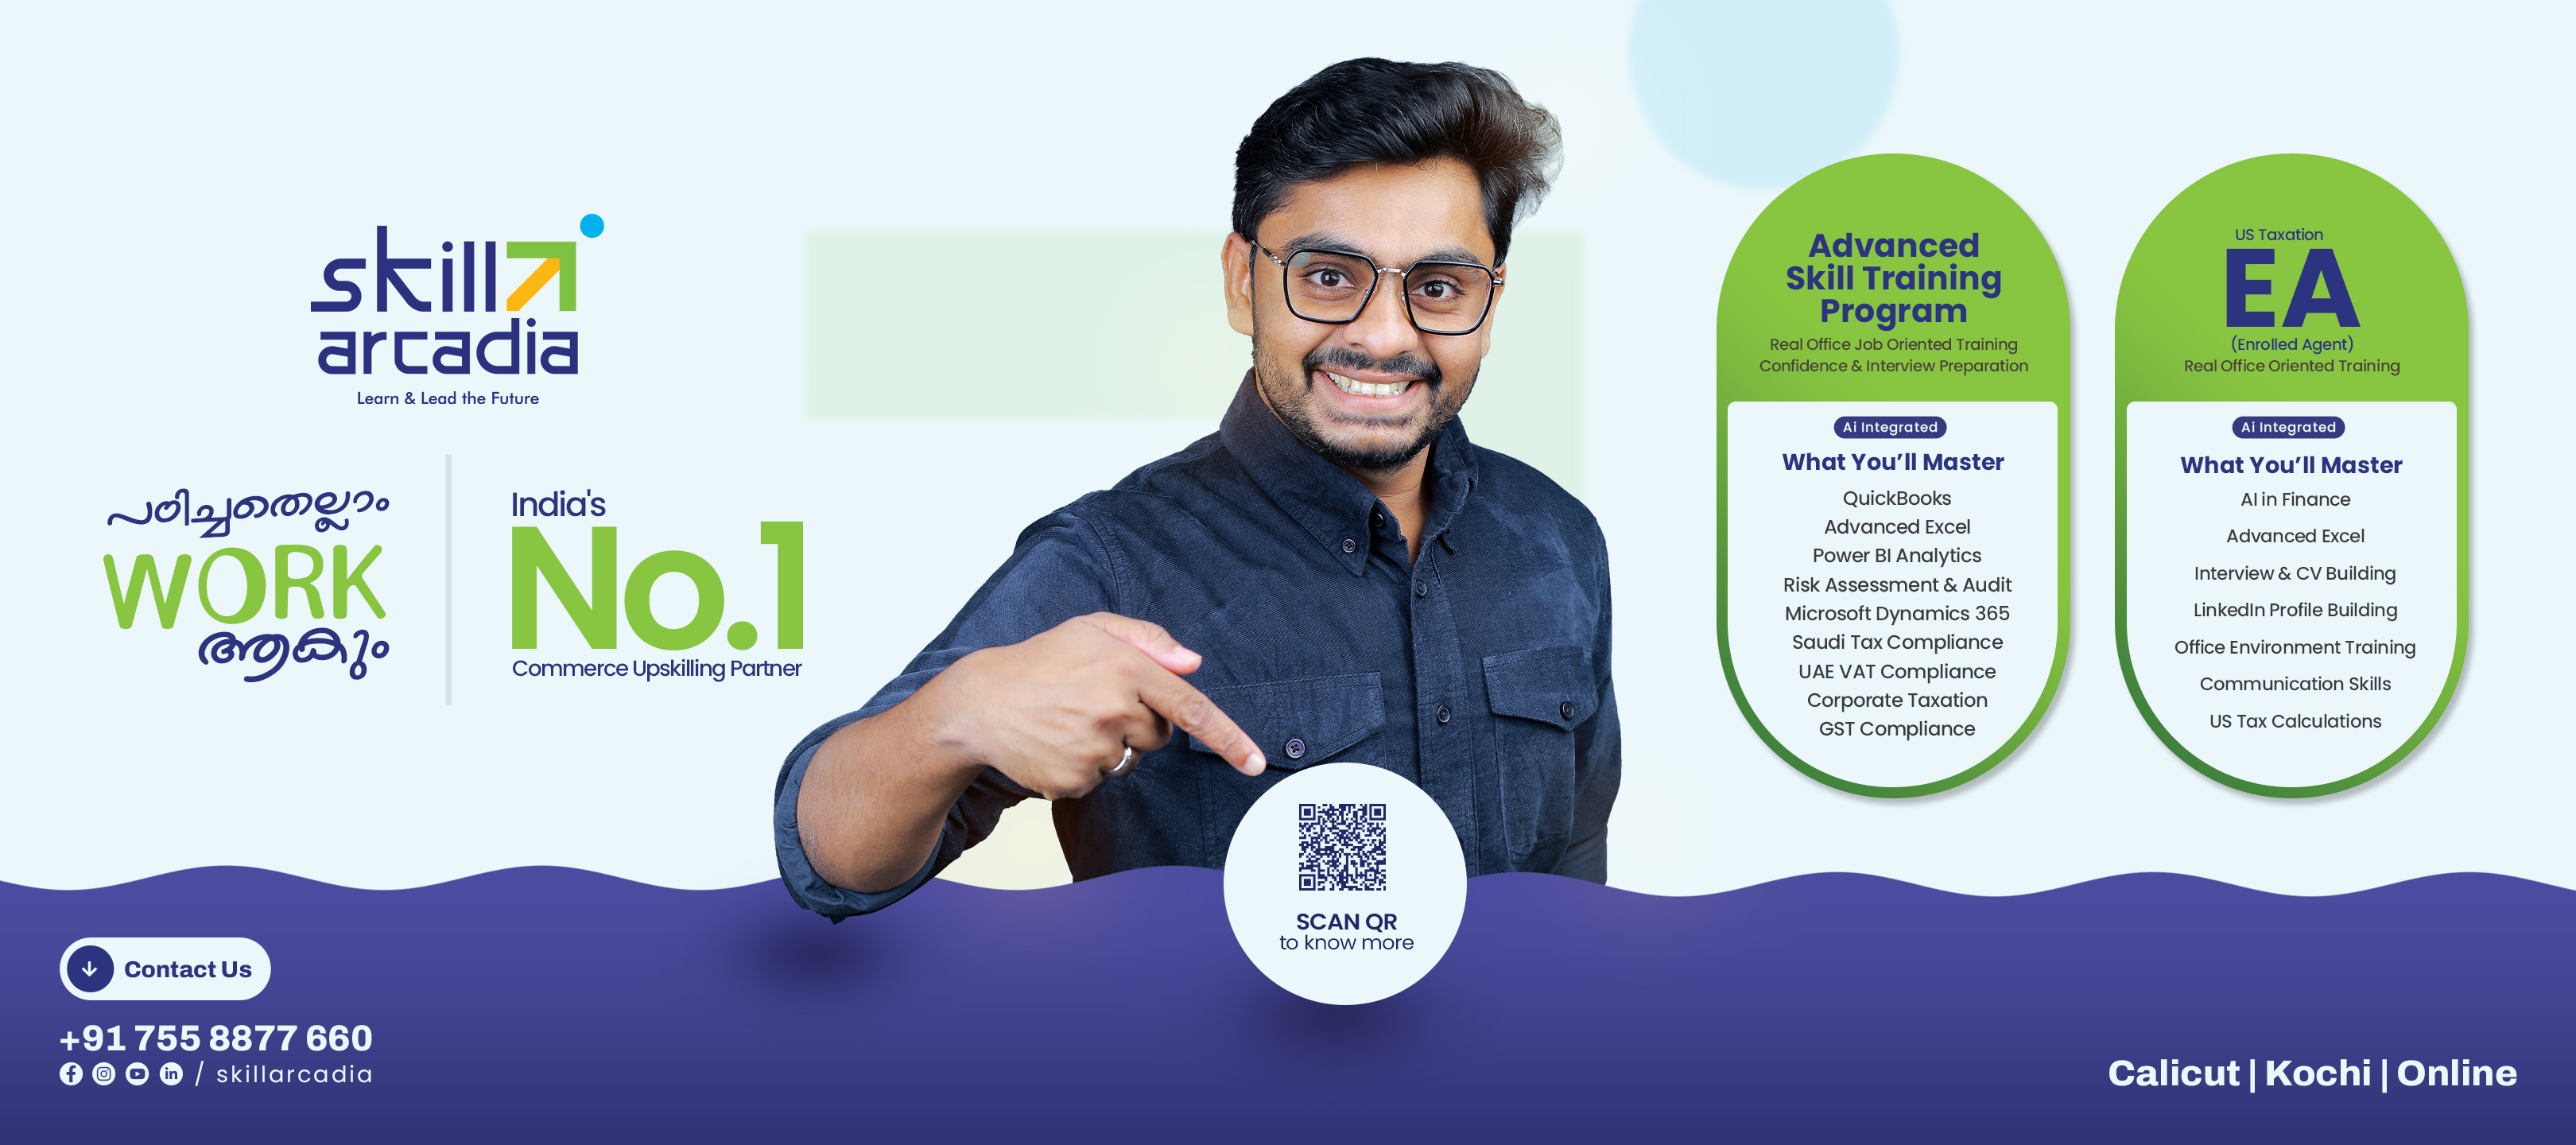 skill
arcadia
Learn & Lead the Future
പഠിച്ചതെല്ലാം
WORK
ആകും
India's
No.1
Commerce Upskilling Partner
Advanced
Skill Training
Program
Real Office Job Oriented Training
Confidence & Interview Preparation
Ai Integrated
What You'll Master
QuickBooks
Advanced Excel
Power BI Analytics
Risk Assessment & Audit
Microsoft Dynamics 365
Saudi Tax Compliance
UAE VAT Compliance
Corporate Taxation
GST Compliance
US Taxation
EA
(Enrolled Agent)
Real Office Oriented Training
Ai Integrated
What You'll Master
AI in Finance
Advanced Excel
Interview & CV Building
LinkedIn Profile Building
Office Environment Training
Communication Skills
US Tax Calculations
SCAN QR
to know more
Contact Us
+91 755 8877 660
/ skillarcadia
Calicut | Kochi | Online